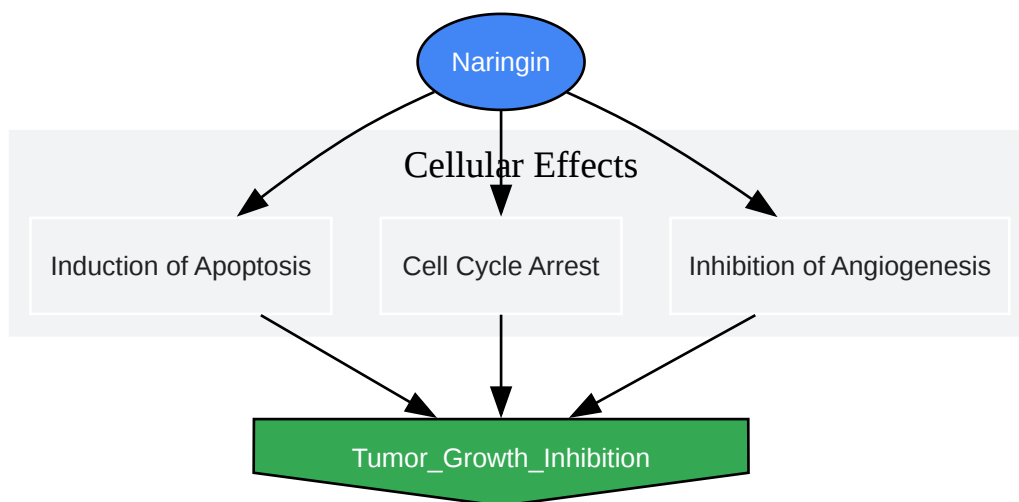 Naringin
Cellular Effects
Induction of Apoptosis
Cell Cycle Arrest
Inhibition of Angiogenesis
Tumor_Growth_Inhibition